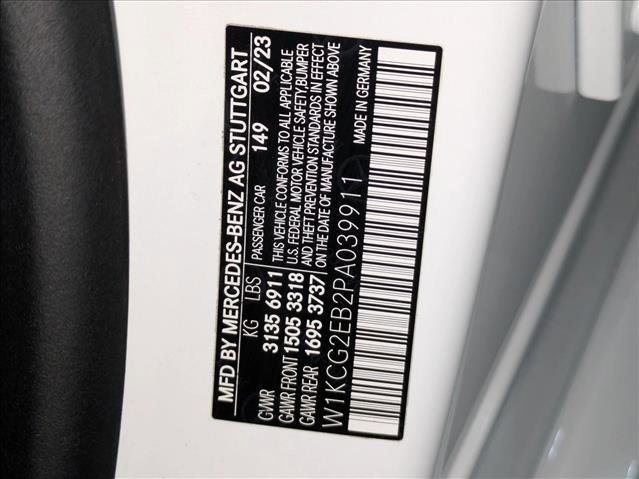 MFD BY MERCEDES-BENZ AG STUTTGART
KG LBS PASSENGER CAR 149 02/23
GVWR 3135 6911
GAWR FRONT 1505 3318
GAWR REAR 1695 3737
THIS VEHICLE CONFORMS TO ALL APPLICABLE
U.S. FEDERAL MOTOR VEHICLE SAFETY,BUMPER
AND THEFT PREVENTION STANDARDS IN EFFECT
ON THE DATE OF MANUFACTURE SHOWN ABOVE
W1KCG2EB2PA039911 MADE IN GERMANY